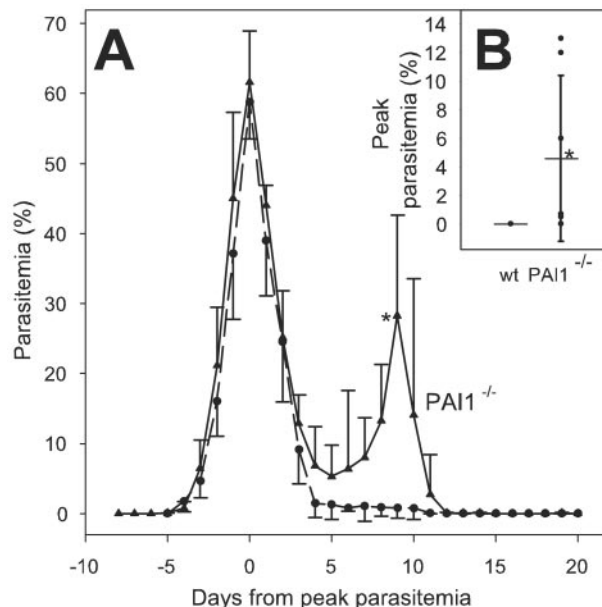 A
Parasitemia (%)
70
60
50
40
30
20
10
0
-10 -5 0 5 10 15 20
Days from peak parasitemia
*
PAI1 -/-
B
Peak
parasitemia (%)
14
12
10
8
6
4
2
0
*
wt PAI1 -/-